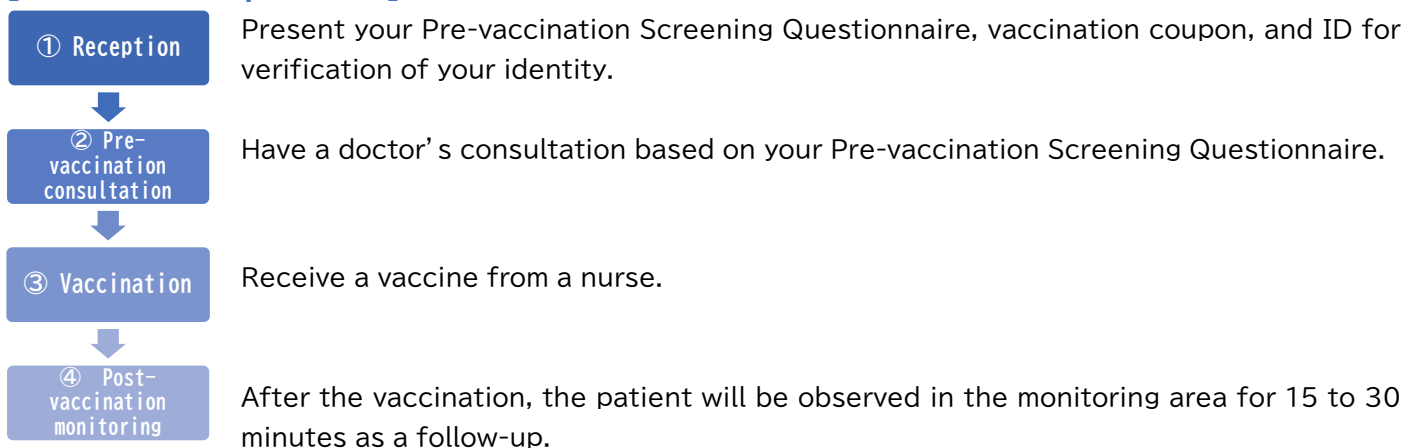 ① Reception
Present your Pre-vaccination Screening Questionnaire, vaccination coupon, and ID for
verification of your identity.
② Pre-
vaccination
consultation
Have a doctor’s consultation based on your Pre-vaccination Screening Questionnaire.
③ Vaccination
Receive a vaccine from a nurse.
④ Post-
vaccination
monitoring
After the vaccination, the patient will be observed in the monitoring area for 15 to 30
minutes as a follow-up.